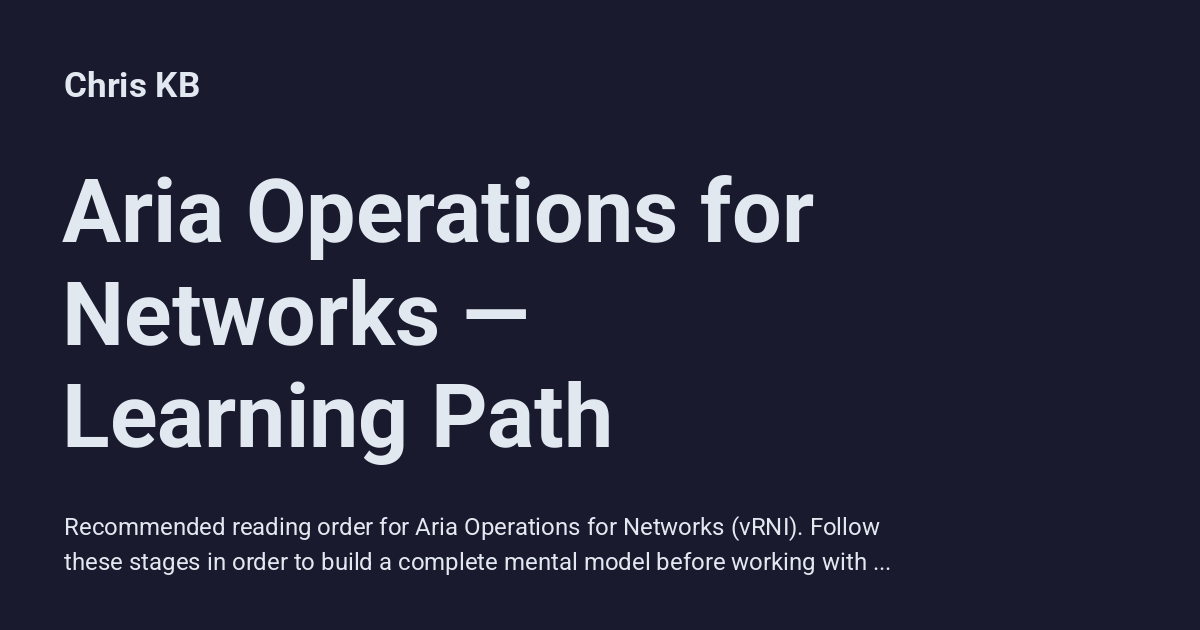 Chris KB
Aria Operations for
Networks —
Learning Path
Recommended reading order for Aria Operations for Networks (vRNI). Follow
these stages in order to build a complete mental model before working with ...